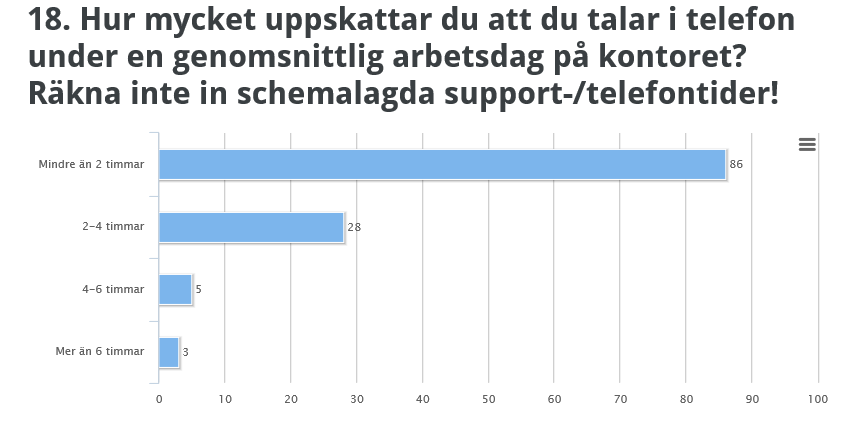 18. Hur mycket uppskattar du att du talar i telefon
under en genomsnittlig arbetsdag på kontoret?
Räkna inte in schemalagda support-/telefontider!
Mindre än 2 timmar
86
2–4 timmar
28
4–6 timmar
5
Mer än 6 timmar
3
0 10 20 30 40 50 60 70 80 90 100